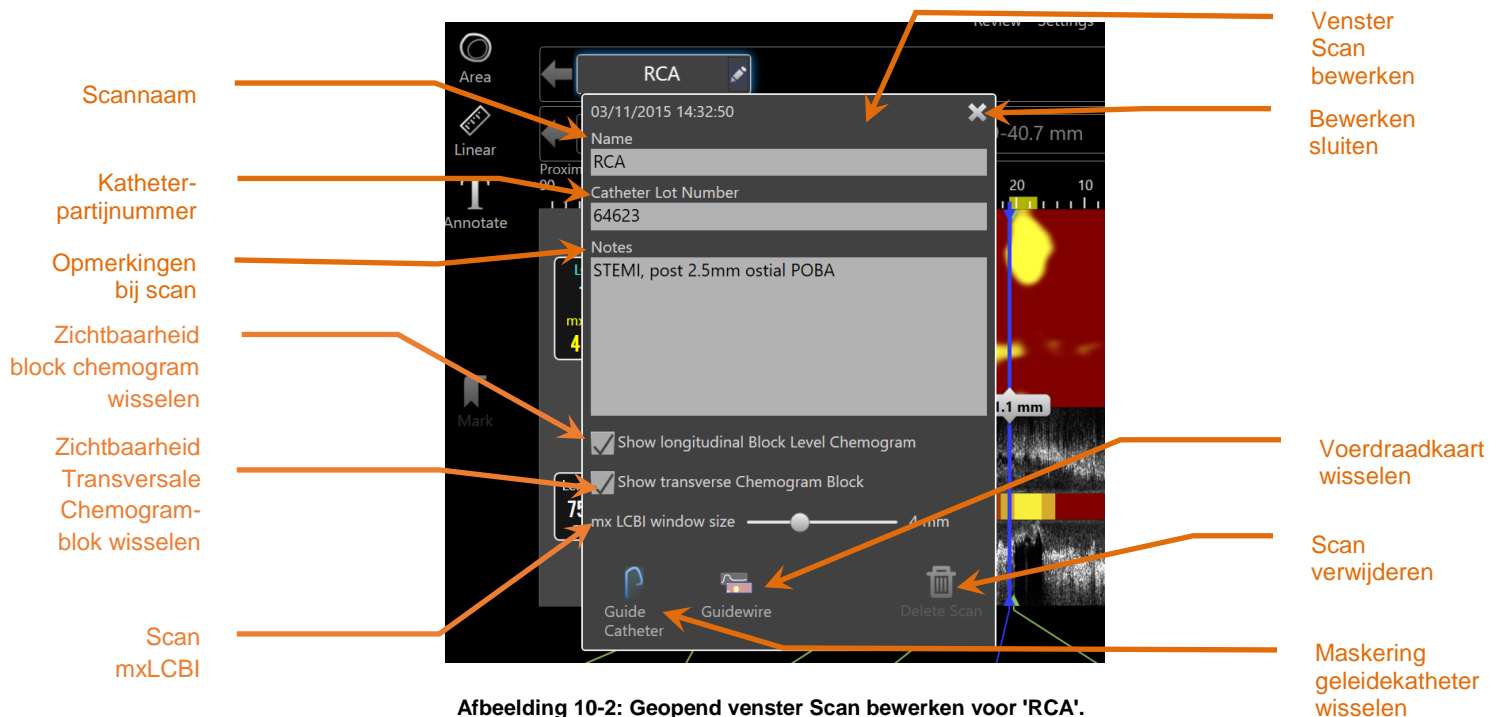 Scannaam
Katheter-
partijnummer
Opmerkingen
bij scan
Zichtbaarheid
block chemogram
wisselen
Zichtbaarheid
Transversale
Chemogram-
blok wisselen
Scan
mxLCBI
Review Settings
Area
RCA
03/11/2015 14:32:50
Linear
-40.7 mm
Name
RCA
20 10
Catheter Lot Number
Annotate
64623
Notes
STEMI, post 2.5mm ostial POBA
Mark
1.1 mm
Show longitudinal Block Level Chemogram
Show transverse Chemogram Block
mx LCBI window size 4 mm
Guide
Catheter
Guidewire
Delete Scan
Venster
Scan
bewerken
Bewerken
sluiten
Voerdraadkaart
wisselen
Scan
verwijderen
Maskering
geleidekatheter
wisselen
Afbeelding 10-2: Geopend venster Scan bewerken voor 'RCA'.